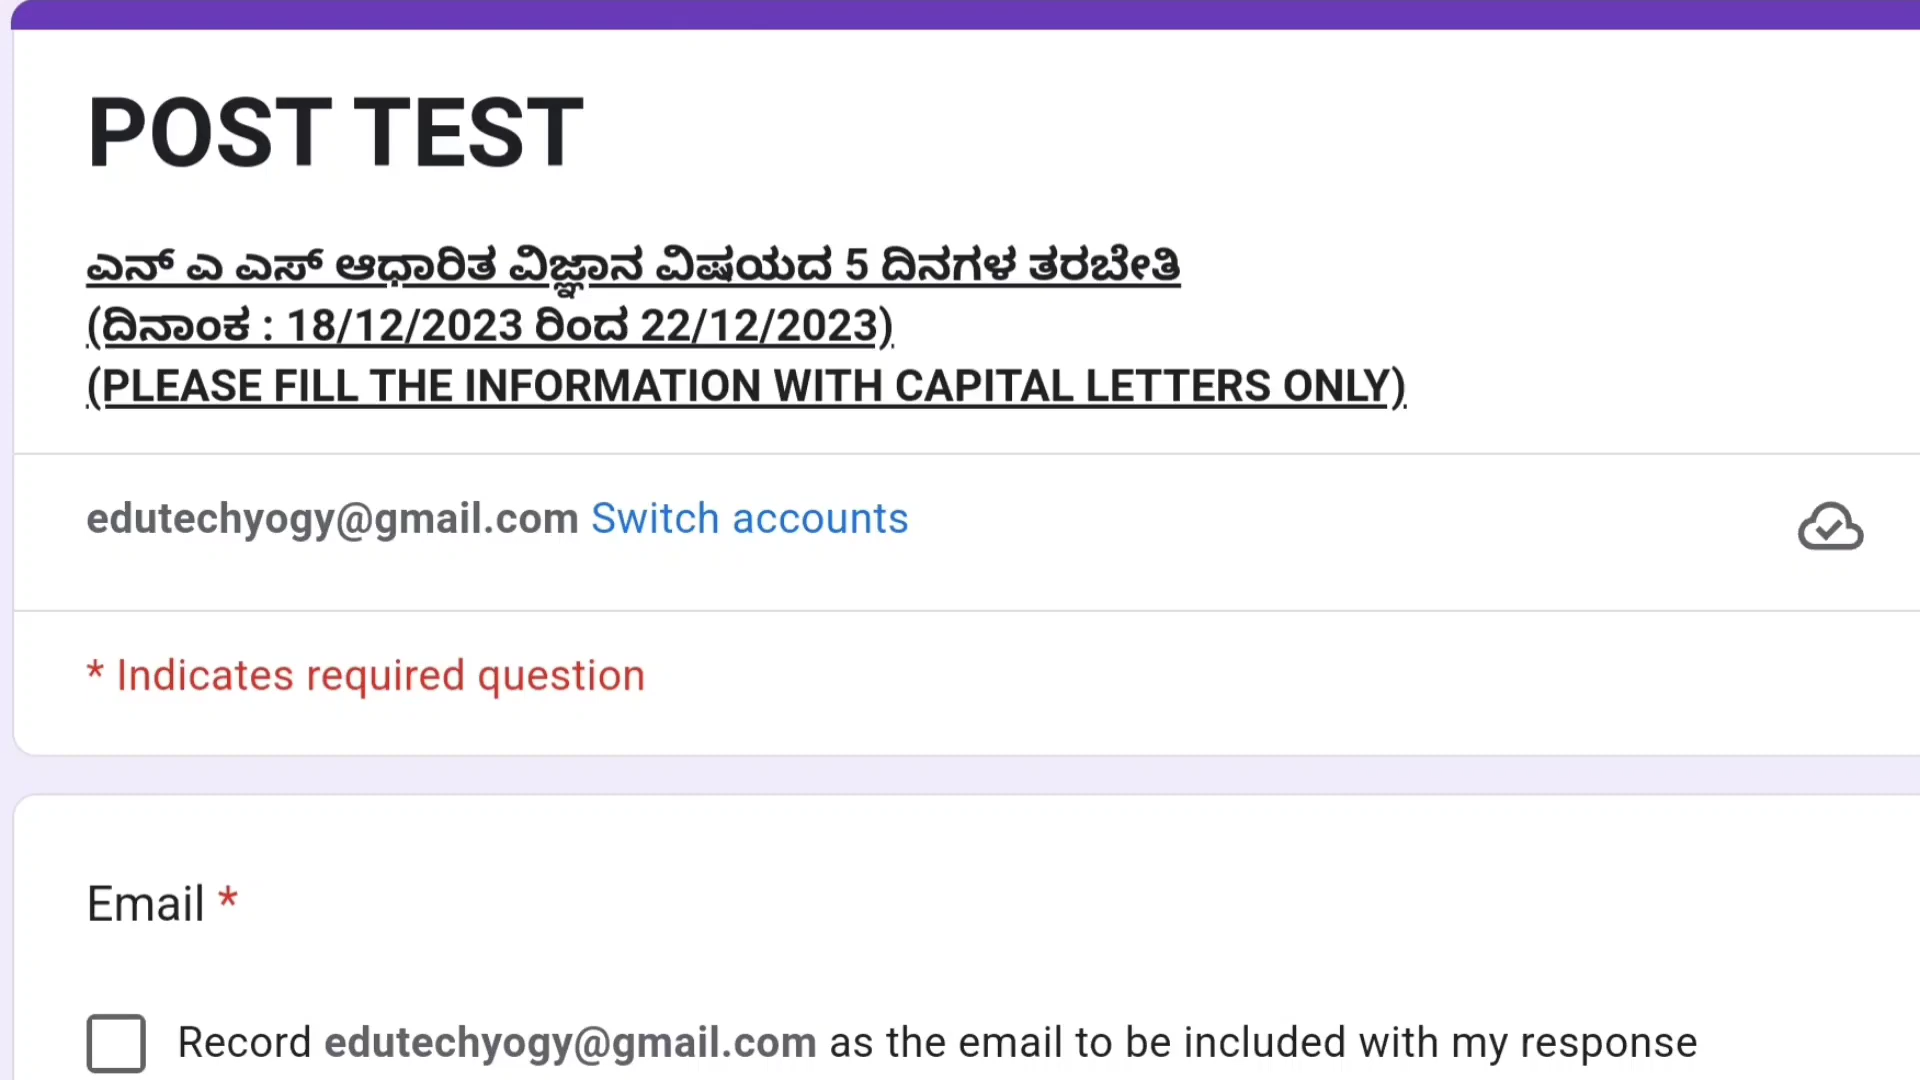 POST TEST
ಎನ್ ಎ ಎಸ್ ಆಧಾರಿತ ವಿಜ್ಞಾನ ವಿಷಯದ 5 ದಿನಗಳ ತರಬೇತಿ
(ದಿನಾಂಕ : 18/12/2023 ರಿಂದ 22/12/2023)
(PLEASE FILL THE INFORMATION WITH CAPITAL LETTERS ONLY)
edutechyogy@gmail.com Switch accounts
* Indicates required question
Email *
Record edutechyogy@gmail.com as the email to be included with my response